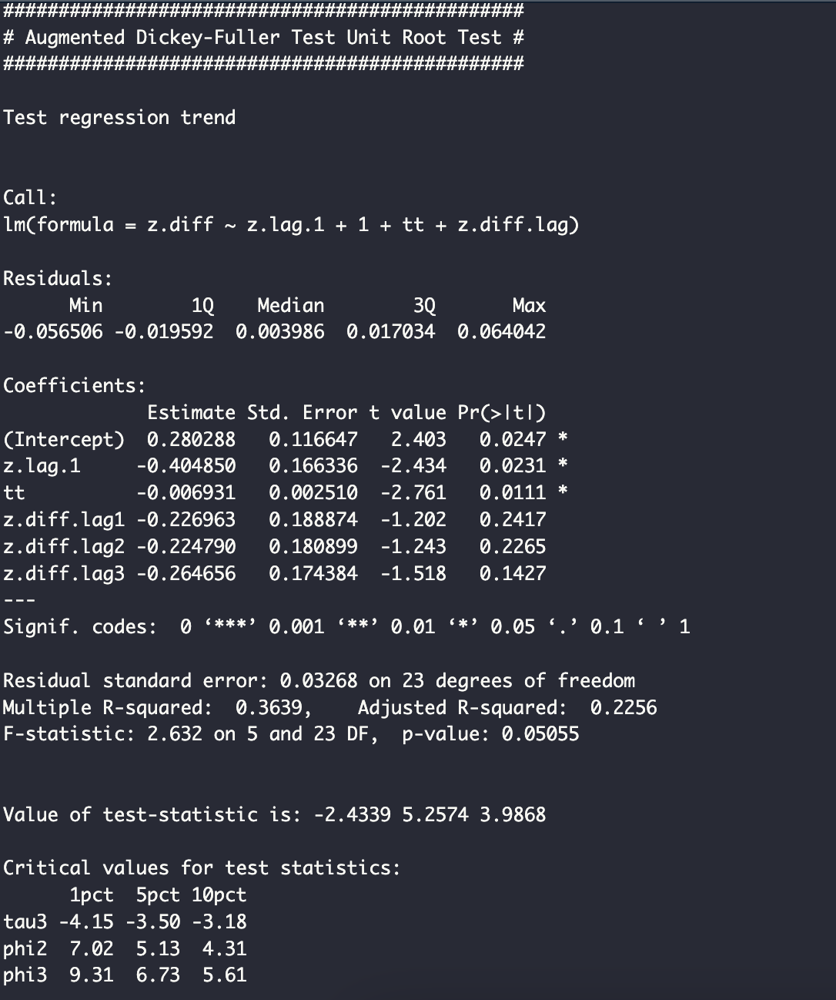 ###############################################
# Augmented Dickey-Fuller Test Unit Root Test #
###############################################
Test regression trend
Call:
lm(formula = z.diff ~ z.lag.1 + 1 + tt + z.diff.lag)
Residuals:
      Min        1Q    Median        3Q       Max
-0.056506 -0.019592  0.003986  0.017034  0.064042
Coefficients:
             Estimate Std. Error t value Pr(>|t|)
(Intercept)  0.280288   0.116647   2.403   0.0247 *
z.lag.1     -0.404850   0.166336  -2.434   0.0231 *
tt          -0.006931   0.002510  -2.761   0.0111 *
z.diff.lag1 -0.226963   0.188874  -1.202   0.2417
z.diff.lag2 -0.224790   0.180899  -1.243   0.2265
z.diff.lag3 -0.264656   0.174384  -1.518   0.1427
---
Signif. codes:  0 ‘***’ 0.001 ‘**’ 0.01 ‘*’ 0.05 ‘.’ 0.1 ‘ ’ 1
Residual standard error: 0.03268 on 23 degrees of freedom
Multiple R-squared:  0.3639,    Adjusted R-squared:  0.2256
F-statistic: 2.632 on 5 and 23 DF,  p-value: 0.05055
Value of test-statistic is: -2.4339 5.2574 3.9868
Critical values for test statistics:
      1pct  5pct 10pct
tau3 -4.15 -3.50 -3.18
phi2  7.02  5.13  4.31
phi3  9.31  6.73  5.61